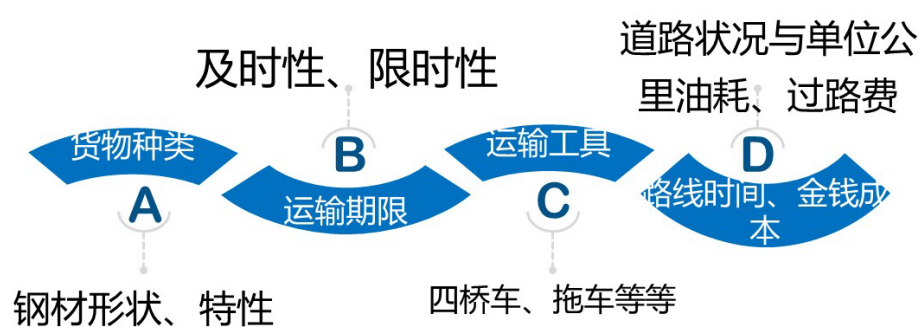 货物种类
A
钢材形状、特性
及时性、限时性
B
运输期限
运输工具
C
四桥车、拖车等等
道路状况与单位公
里油耗、过路费
D
路线时间、金钱成
本